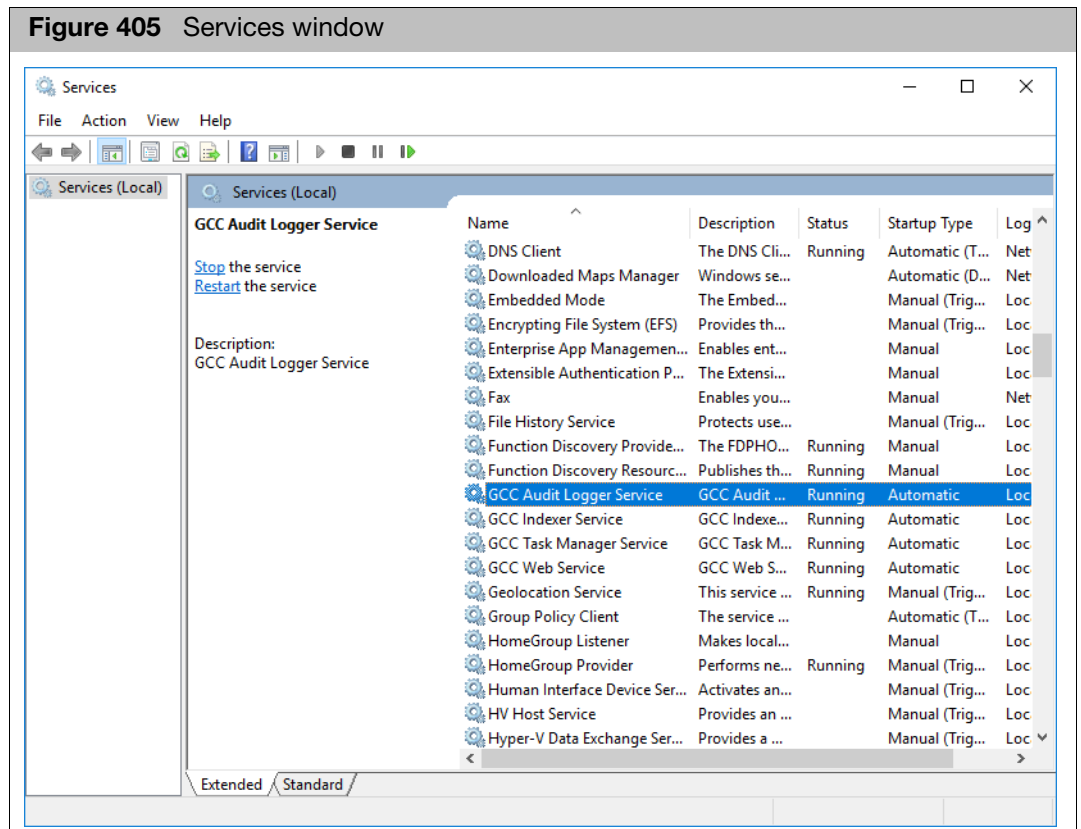 Figure 405 Services window
Services
File Action View Help
Services (Local)
Services (Local)
GCC Audit Logger Service
Stop the service
Restart the service
Description:
GCC Audit Logger Service
Name Description Status Startup Type Log
DNS Client The DNS Cli... Running Automatic (T... Net
Downloaded Maps Manager Windows se... Automatic (D... Net
Embedded Mode The Embed... Manual (Trig... Loc
Encrypting File System (EFS) Provides th... Manual (Trig... Loc
Enterprise App Managemen... Enables ent... Manual Loc
Extensible Authentication P... The Extensi... Manual Loc
Fax Enables you... Manual Net
File History Service Protects use... Manual (Trig... Loc
Function Discovery Provide... The FDPHO... Running Manual Loc
Function Discovery Resourc... Publishes th... Running Manual Loc
GCC Audit Logger Service GCC Audit ... Running Automatic Loc
GCC Indexer Service GCC Indexe... Running Automatic Loc
GCC Task Manager Service GCC Task M... Running Automatic Loc
GCC Web Service GCC Web S... Running Automatic Loc
Geolocation Service This service ... Running Manual (Trig... Loc
Group Policy Client The service ... Automatic (T... Loc
HomeGroup Listener Makes local... Manual Loc
HomeGroup Provider Performs ne... Running Manual (Trig... Loc
Human Interface Device Ser... Activates an... Manual (Trig... Loc
HV Host Service Provides an ... Manual (Trig... Loc
Hyper-V Data Exchange Ser... Provides a ... Manual (Trig... Loc
Extended Standard